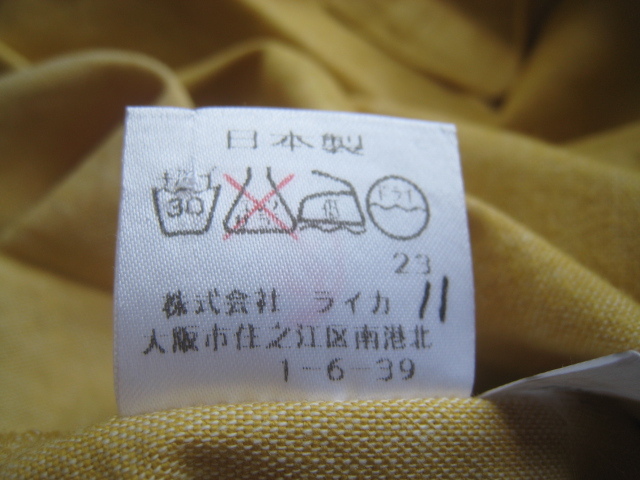 日本製
30 低 ドライ
23
株式会社 ライカ 11
大阪市住之江区南港北
1-6-39